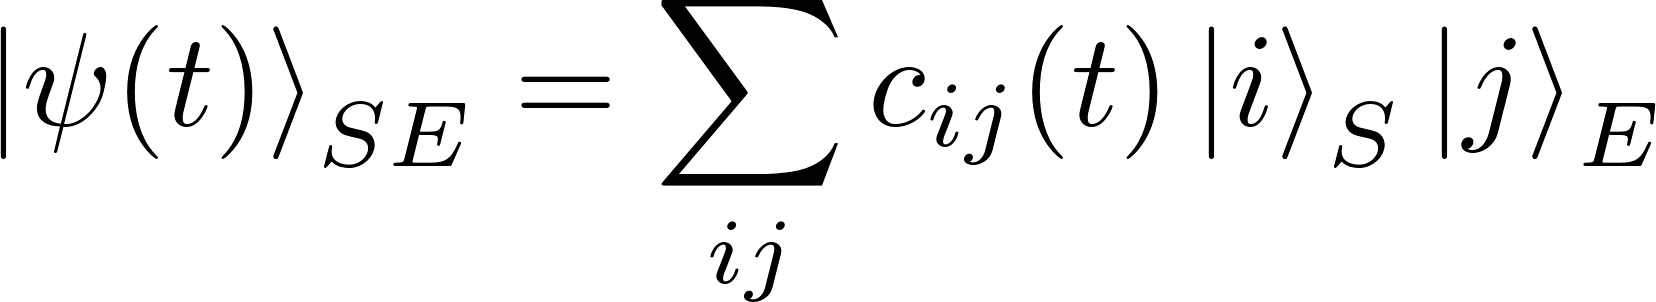 |ψ(t)⟩_{SE} = ∑_{ij} c_{ij}(t) |i⟩_S |j⟩_E